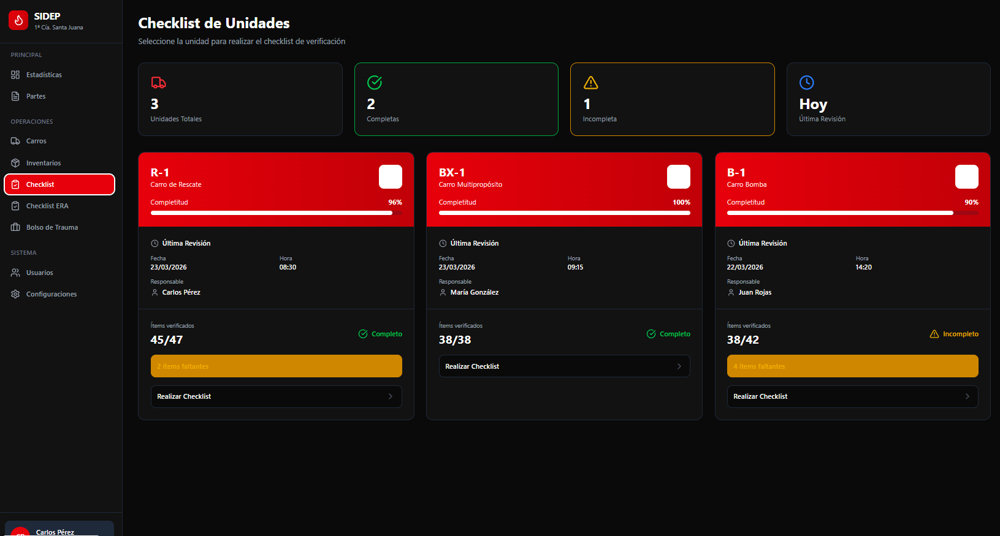 SIDEP
1ª Cía. Santa Juana
PRINCIPAL
Estadísticas
Partes
OPERACIONES
Carros
Inventarios
Checklist
Checklist ERA
Bolso de Trauma
SISTEMA
Usuarios
Configuraciones
Carlos Pérez
Checklist de Unidades
Seleccione la unidad para realizar el checklist de verificación
3
Unidades Totales
2
Completas
1
Incompleta
Hoy
Última Revisión
R-1
Carro de Rescate
Completitud 96%
Última Revisión
Fecha Hora
23/03/2026 08:30
Responsable
Carlos Pérez
Ítems verificados
45/47
Completo
2 ítems faltantes
Realizar Checklist
BX-1
Carro Multipropósito
Completitud 100%
Última Revisión
Fecha Hora
23/03/2026 09:15
Responsable
María González
Ítems verificados
38/38
Completo
Realizar Checklist
B-1
Carro Bomba
Completitud 90%
Última Revisión
Fecha Hora
22/03/2026 14:20
Responsable
Juan Rojas
Ítems verificados
38/42
Incompleto
4 ítems faltantes
Realizar Checklist